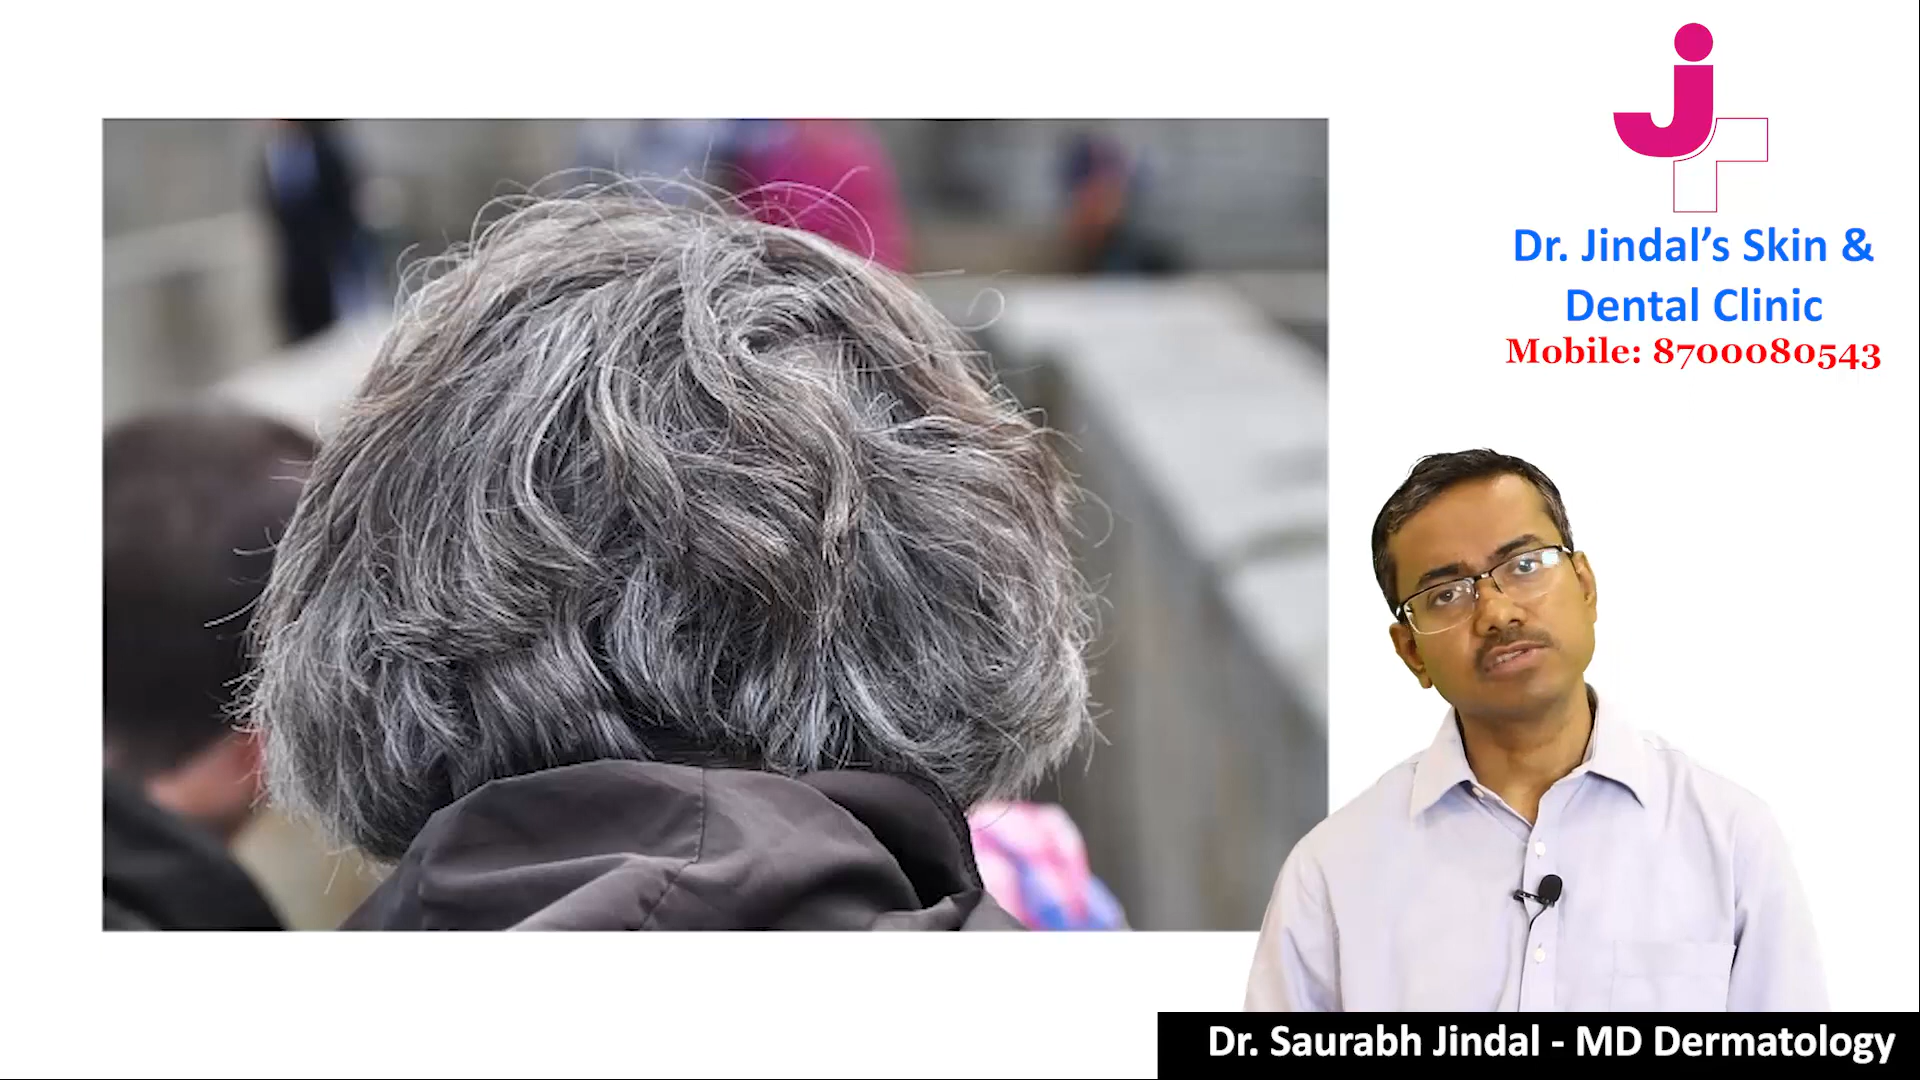 Dr. Jindal’s Skin &
Dental Clinic
Mobile: 8700080543
Dr. Saurabh Jindal - MD Dermatology